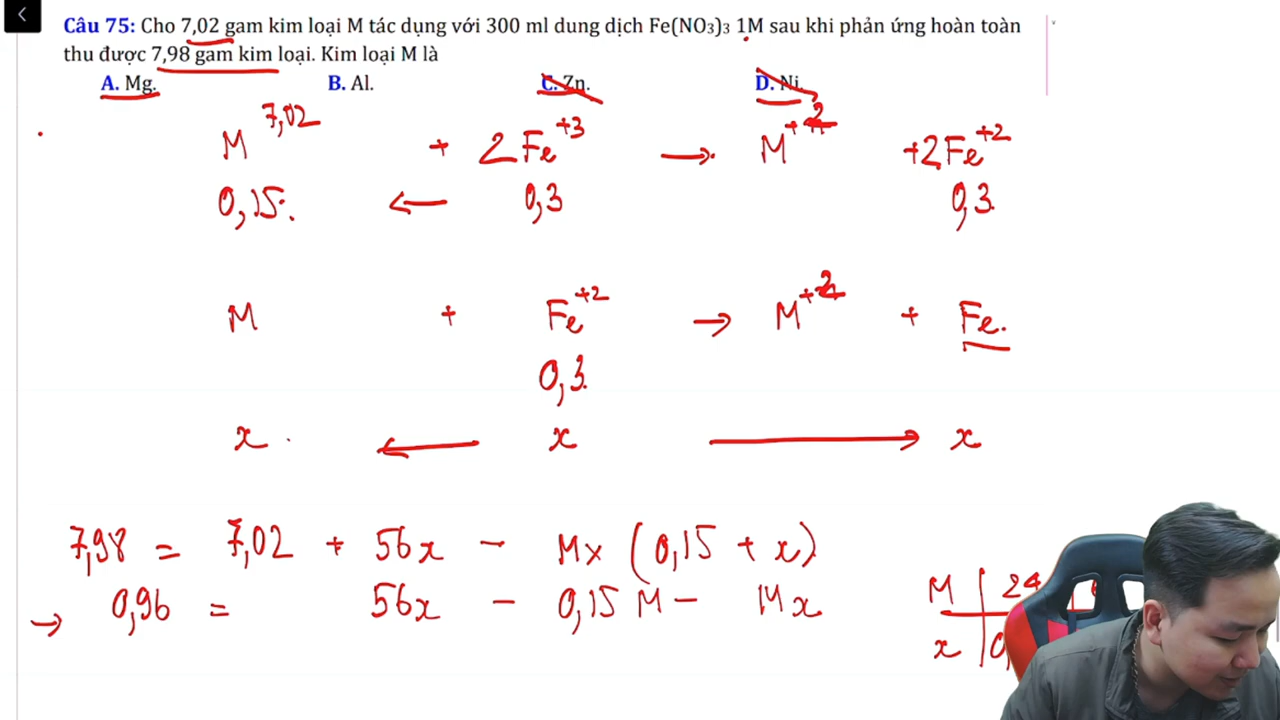 Câu 75: Cho 7,02 gam kim loại M tác dụng với 300 ml dung dịch Fe(NO₃)₃ 1M sau khi phản ứng hoàn toàn
thu được 7,98 gam kim loại. Kim loại M là
A. Mg. B. Al. C. Zn. D. Ni.
M 7,02 + 2Fe⁺³ → M⁺² +2Fe⁺²
0,15 ← 0,3 0,3
M + Fe⁺² → M⁺² + Fe.
0,3
x ← x → x
7,98 = 7,02 + 56x - Mx (0,15 + x)
→ 0,96 = 56x - 0,15 M - Mx
M | 24
x | 0,